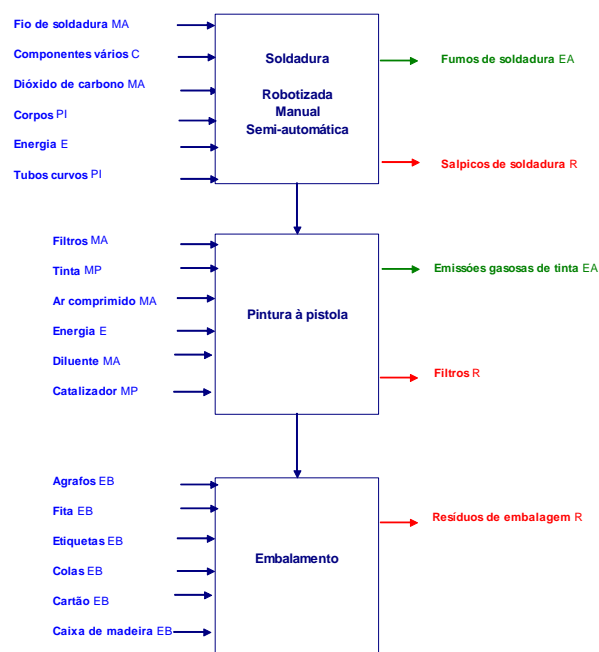 Fio de soldadura MA
Componentes vários C
Dióxido de carbono MA
Corpos PI
Energia E
Tubos curvos PI
Soldadura
Robotizada
Manual
Semi-automática
Fumos de soldadura EA
Salpicos de soldadura R
Filtros MA
Tinta MP
Ar comprimido MA
Energia E
Diluente MA
Catalizador MP
Pintura à pistola
Emissóes gasosas de tinta EA
Filtros R
Agrafos EB
Fita EB
Etiquetas EB
Colas EB
Cartão EB
Caixa de madeira EB
Embalamento
Resíduos de embalagem R